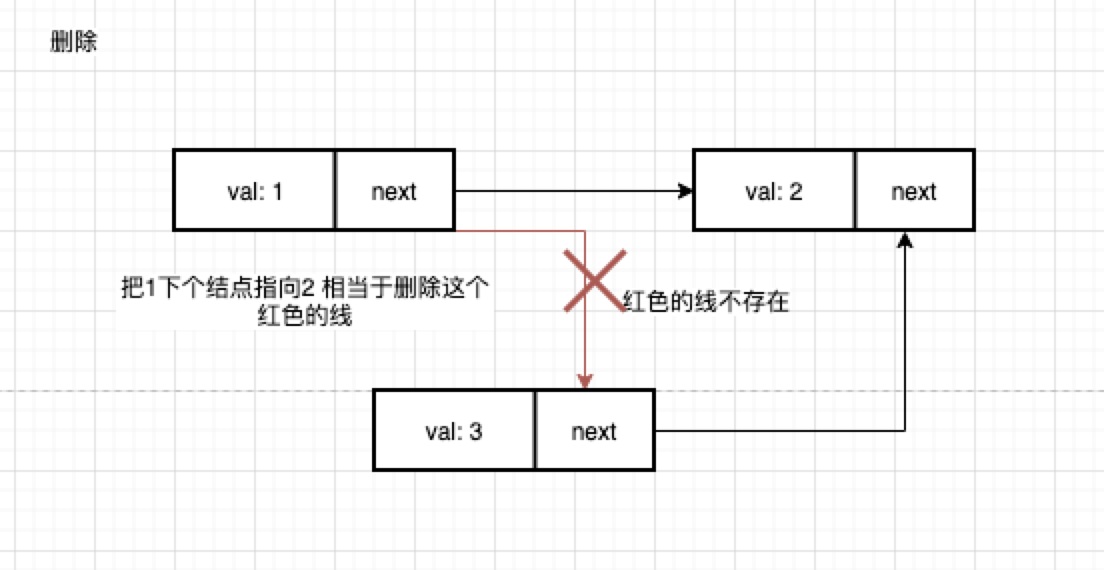 删除
val: 1
next
val: 2
next
把1下个结点指向2 相当于删除这个
红色的线
红色的线不存在
val: 3
next